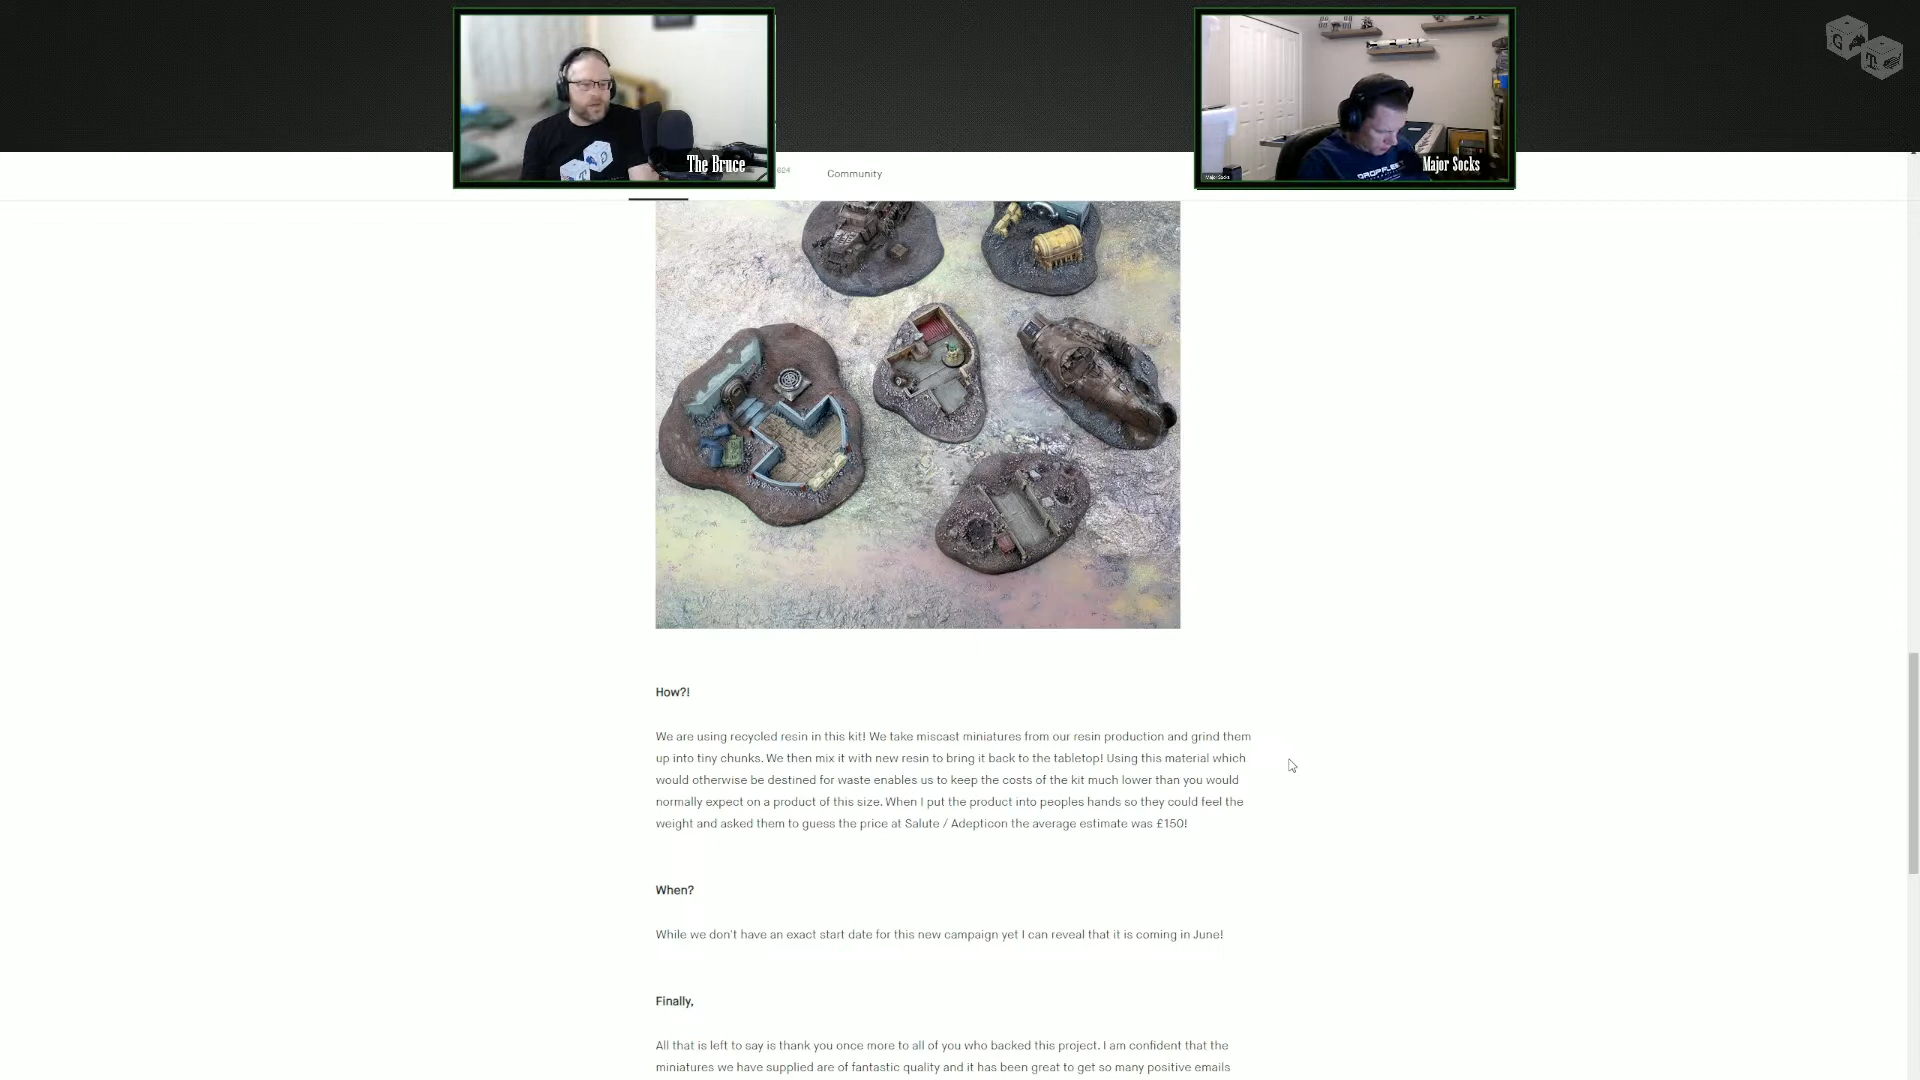 The Bruce
Major Socks
Major Socks
DROPFLEET
G
T
624
Community
How?!
We are using recycled resin in this kit! We take miscast miniatures from our resin production and grind them
up into tiny chunks. We then mix it with new resin to bring it back to the tabletop! Using this material which
would otherwise be destined for waste enables us to keep the costs of the kit much lower than you would
normally expect on a product of this size. When I put the product into peoples hands so they could feel the
weight and asked them to guess the price at Salute / Adepticon the average estimate was £150!
When?
While we don't have an exact start date for this new campaign yet I can reveal that it is coming in June!
Finally,
All that is left to say is thank you once more to all of you who backed this project. I am confident that the
miniatures we have supplied are of fantastic quality and it has been great to get so many positive emails